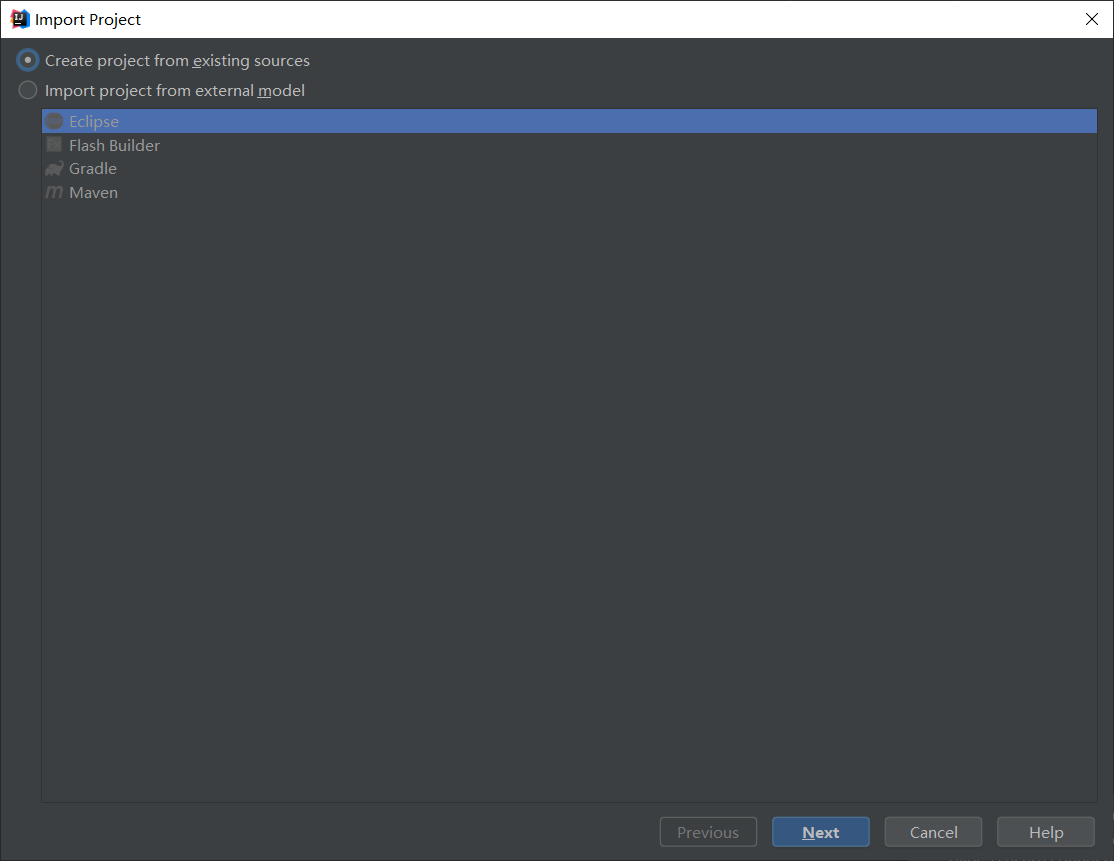 Import Project
Create project from existing sources
Import project from external model
Eclipse
Flash Builder
Gradle
Maven
Previous Next Cancel Help